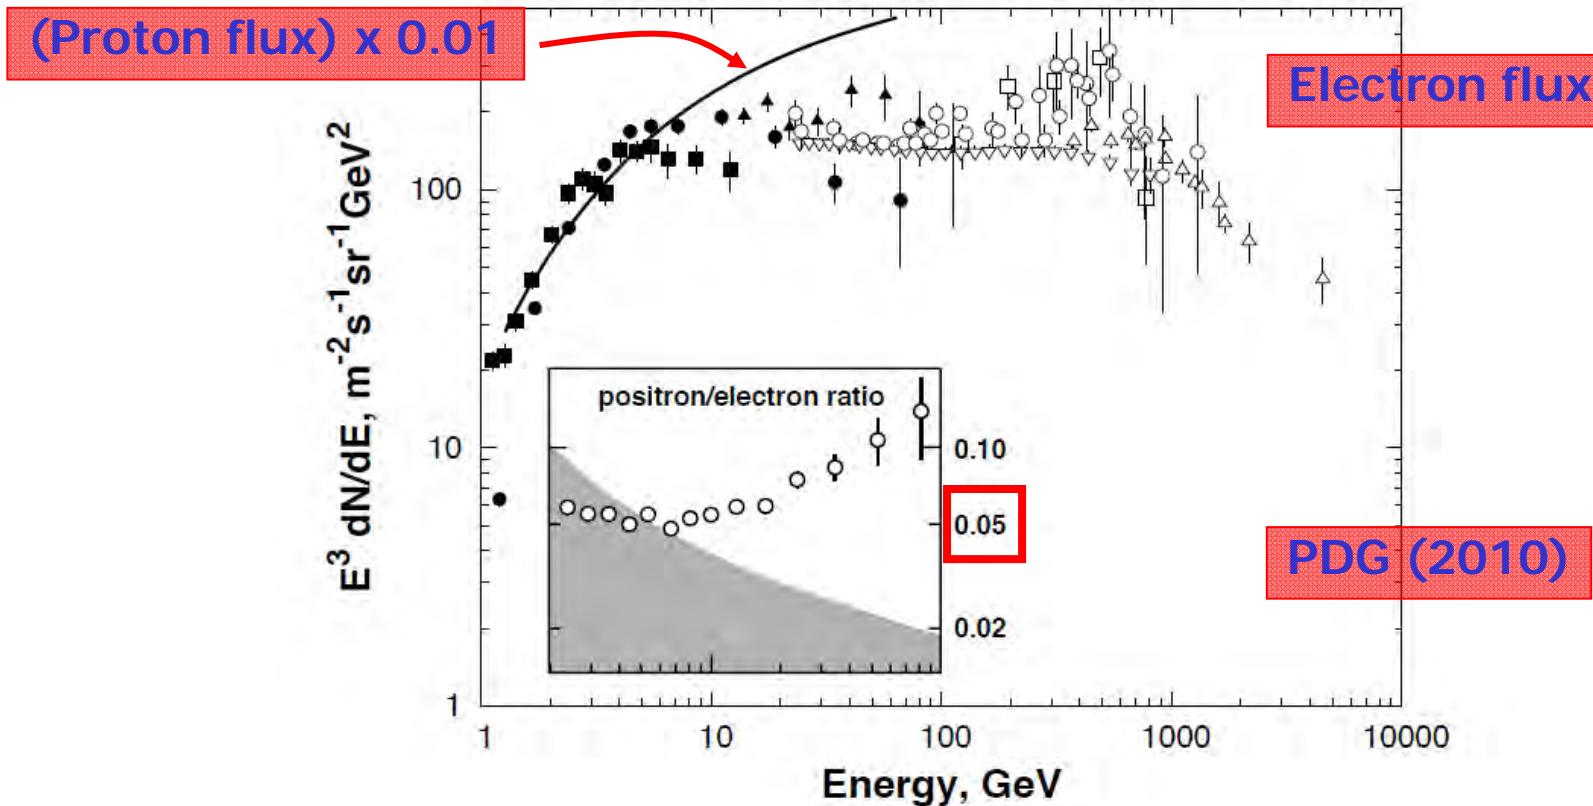 (Proton flux) x 0.01
Electron flux
PDG (2010)
E³ dN/dE, m⁻²s⁻¹sr⁻¹GeV²
100
10
1
positron/electron ratio
0.10
0.05
0.02
1 10 100 1000 10000
Energy, GeV